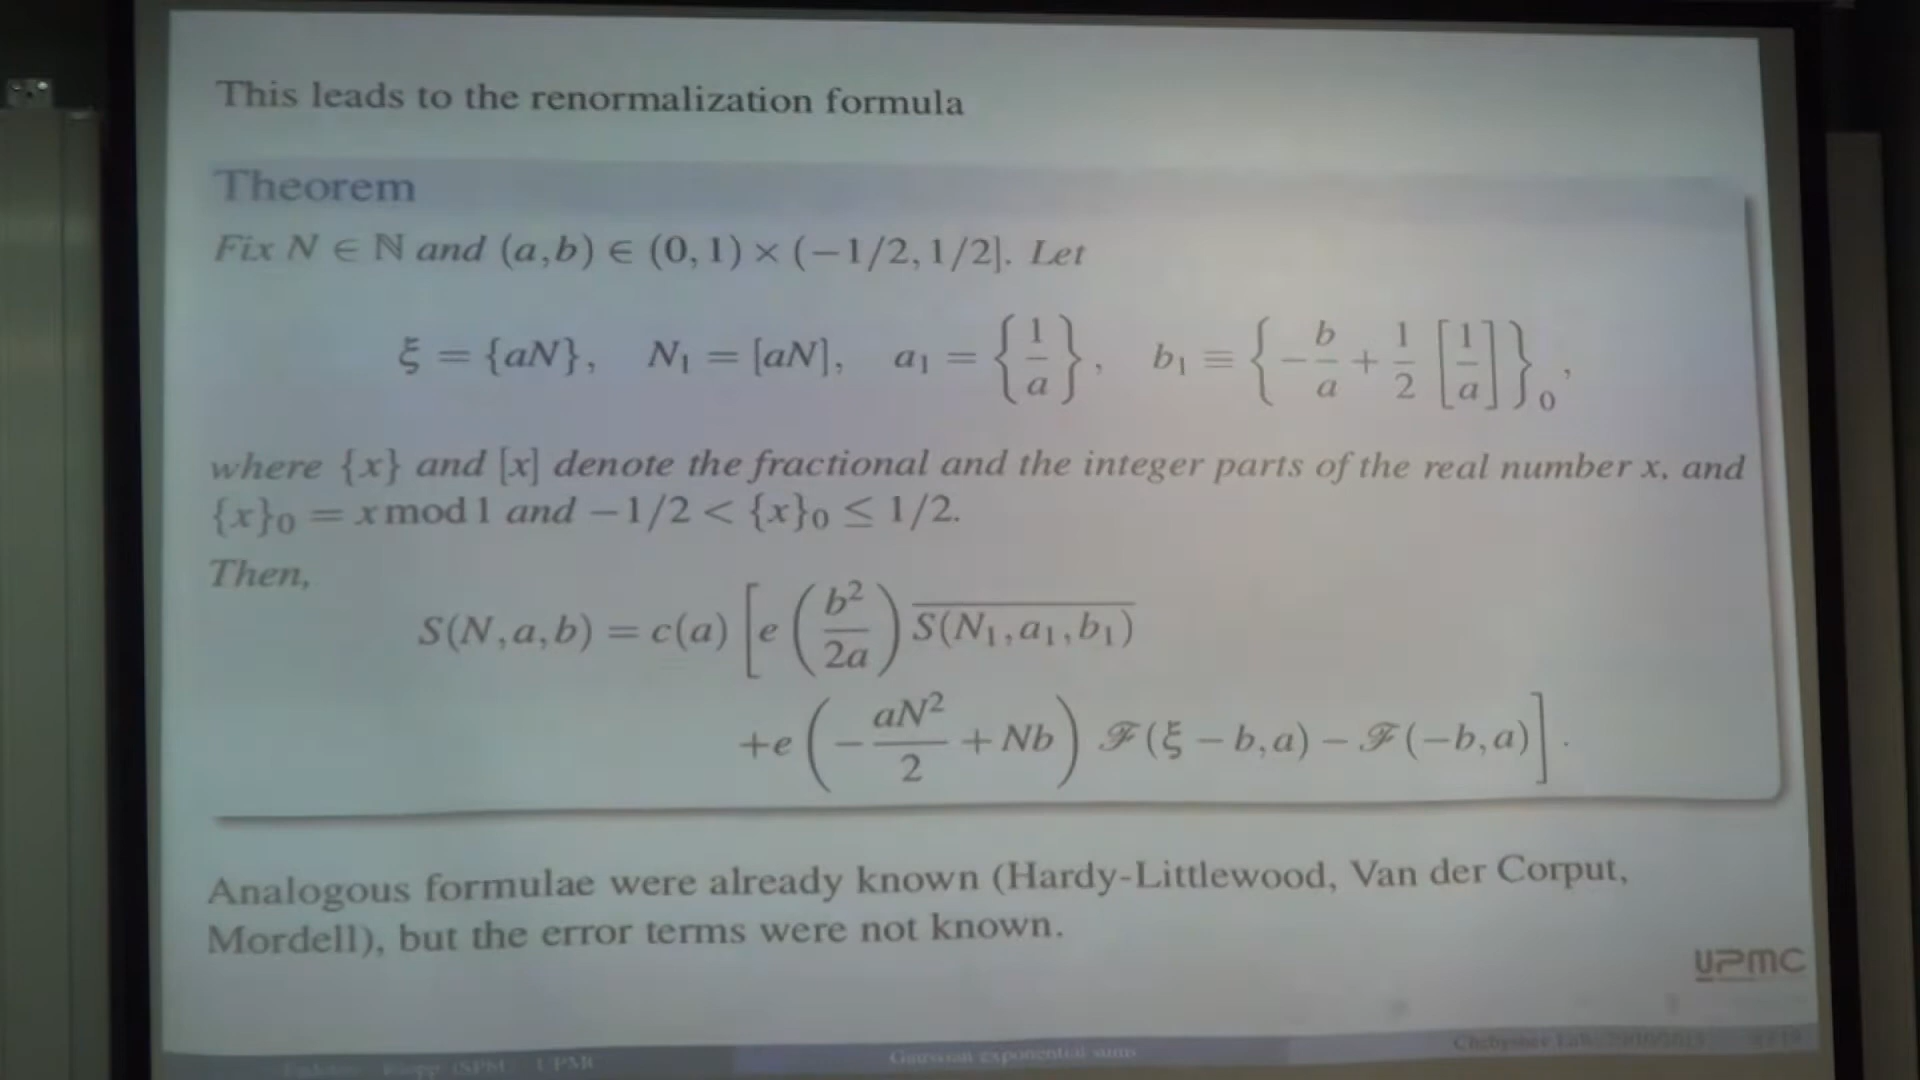 This leads to the renormalization formula
Theorem
Fix N ∈ ℕ and (a,b) ∈ (0,1) × (−1/2,1/2]. Let
ξ = {aN}, N₁ = [aN], a₁ = {1/a}, b₁ ≡ {−b/a + 1/2 [1/a]}₀,
where {x} and [x] denote the fractional and the integer parts of the real number x, and
{x}₀ = x mod 1 and −1/2 < {x}₀ ≤ 1/2.
Then,
S(N,a,b) = c(a) [e (b²/2a) \overline{S(N₁,a₁,b₁)}
+e (−aN²/2 + Nb) ℱ(ξ − b,a) − ℱ(−b,a)].
Analogous formulae were already known (Hardy-Littlewood, Van der Corput,
Mordell), but the error terms were not known.
UPMC
Gaussian exponential sums